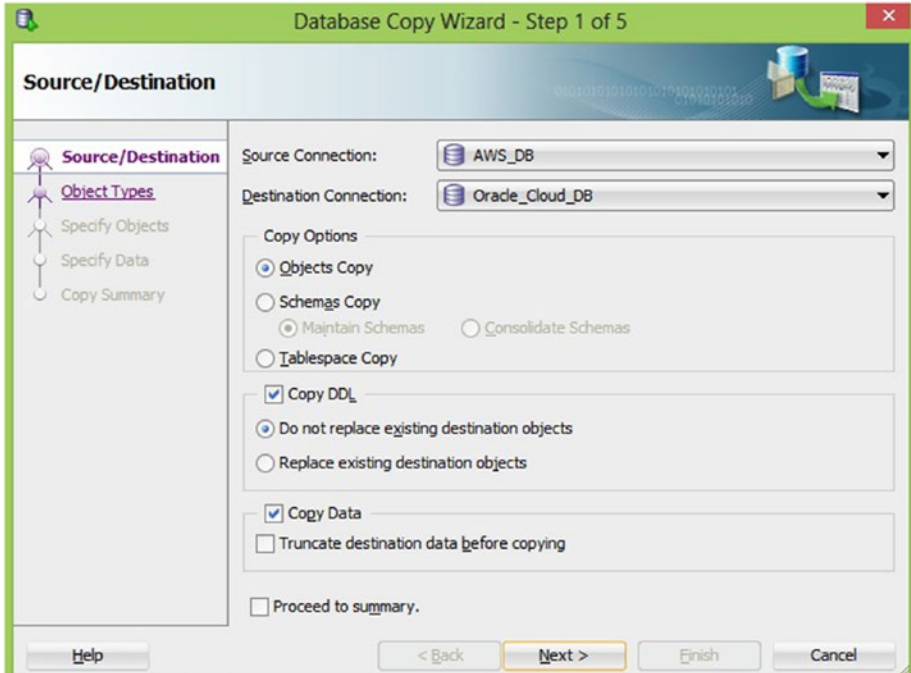 Database Copy Wizard - Step 1 of 5
Source/Destination
Source/Destination
Object Types
Specify Objects
Specify Data
Copy Summary
Source Connection: AWS_DB
Destination Connection: Oracle_Cloud_DB
Copy Options
Objects Copy
Schemas Copy
Maintain Schemas Consolidate Schemas
Tablespace Copy
Copy DDL
Do not replace existing destination objects
Replace existing destination objects
Copy Data
Truncate destination data before copying
Proceed to summary.
Help < Back Next > Finish Cancel